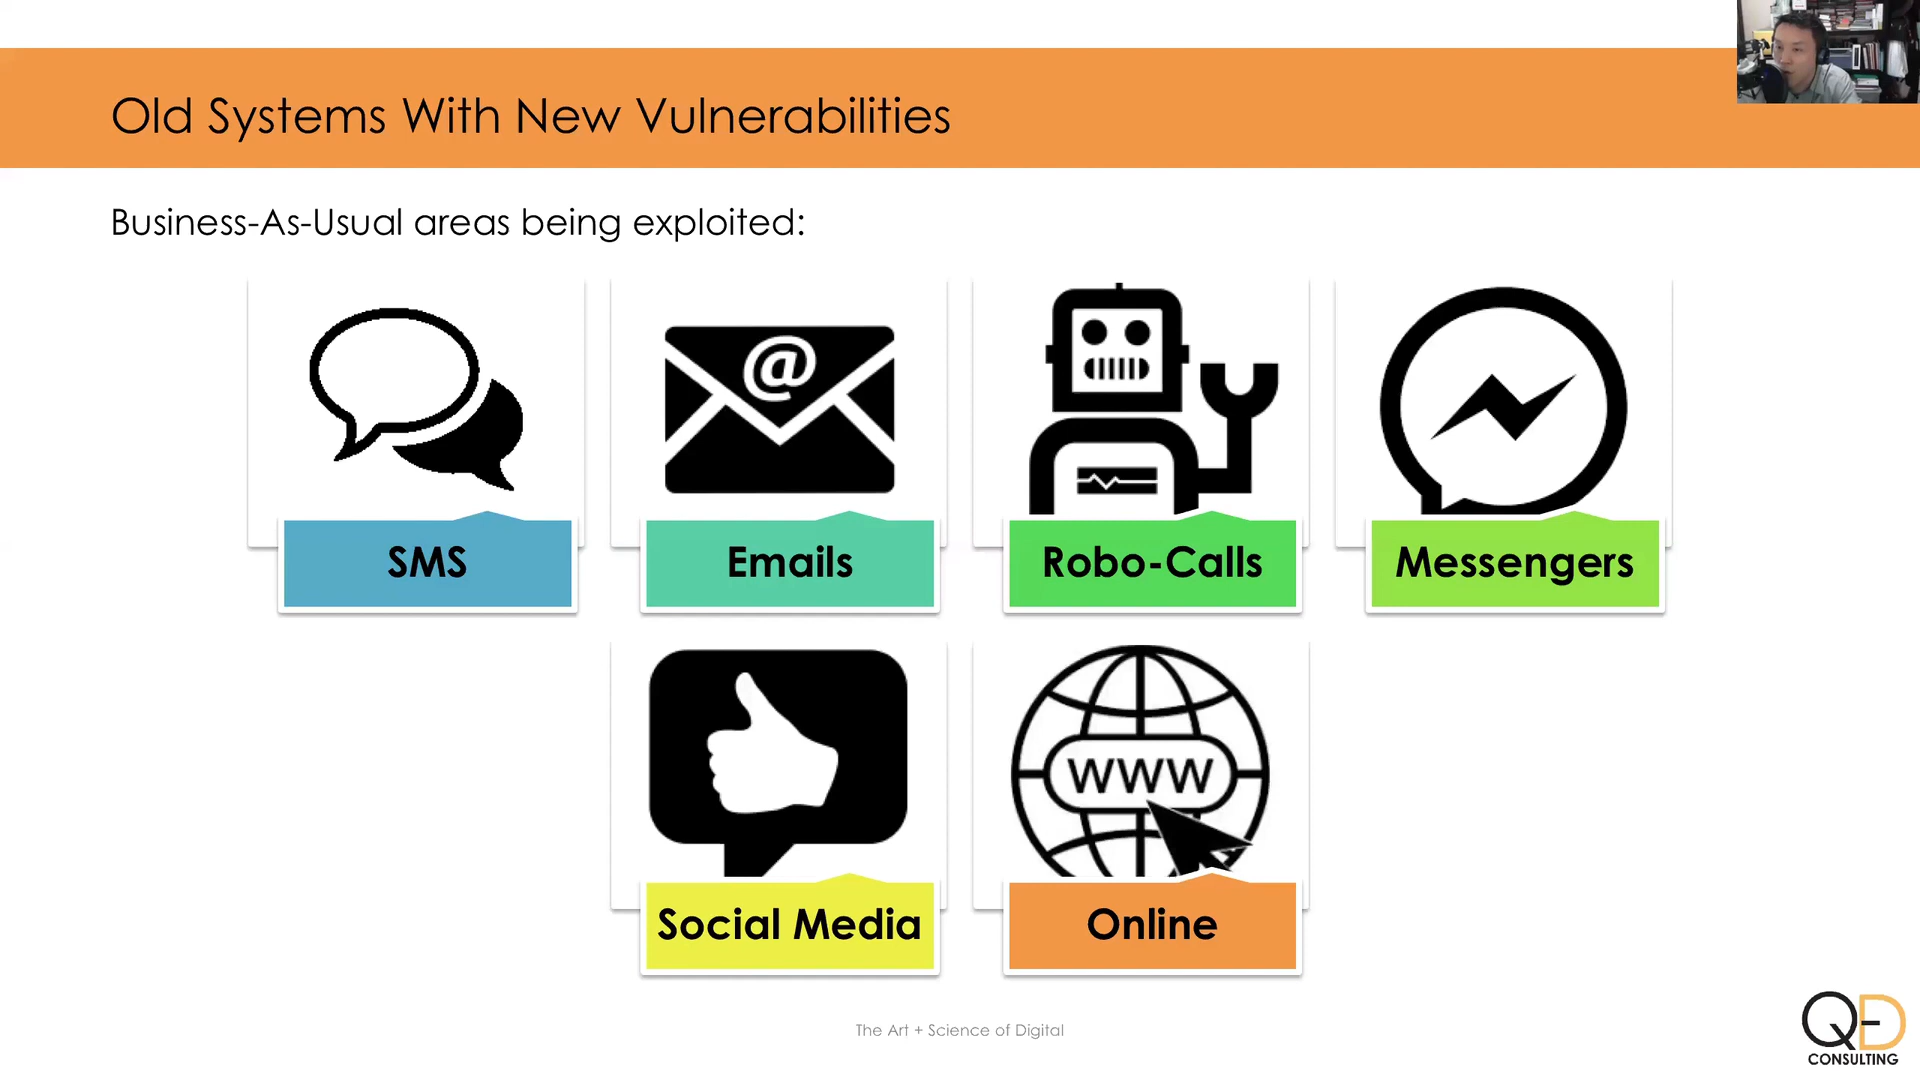 Old Systems With New Vulnerabilities
Business-As-Usual areas being exploited:
@
SMS
Emails
Robo-Calls
Messengers
WWW
Social Media
Online
The Art + Science of Digital
QED
CONSULTING